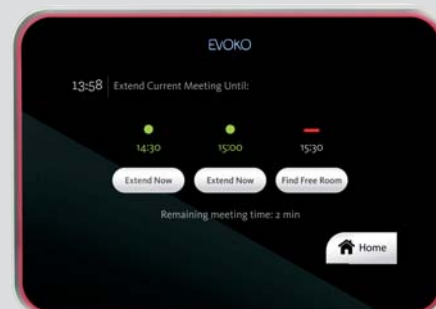 EVOKO
13:58 Extend Current Meeting Until:
14:30 15:00 15:30
Extend Now Extend Now Find Free Room
Remaining meeting time: 2 min
Home